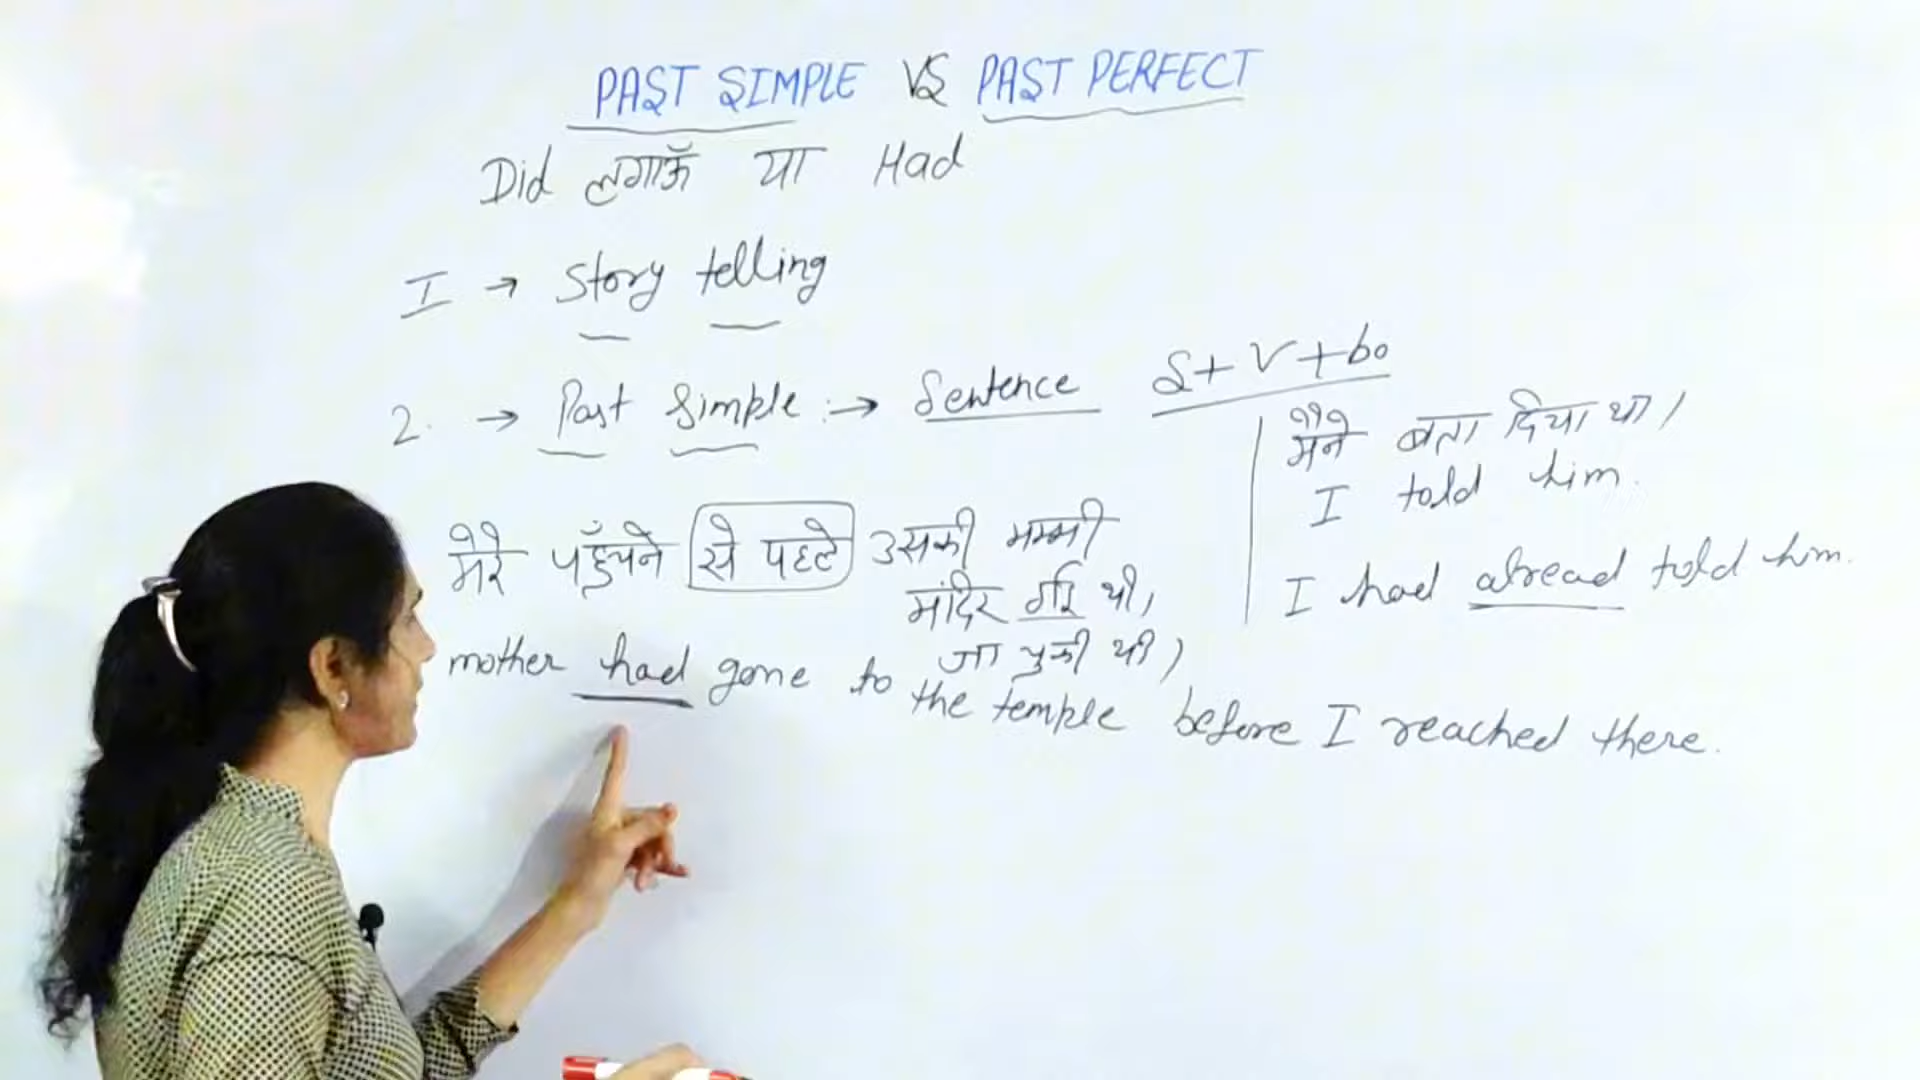 PAST SIMPLE VS PAST PERFECT
Did लगाऊँ या Had
I → Story telling
2. → Past Simple :→ Sentence S+V+bo
मैंने बता दिया था।
I told him.
I had alread told him.
मेरे पहुँचने से पहले उसकी मम्मी
मंदिर गई थी,
जा चुकी थी)
mother had gone to the temple before I reached there.